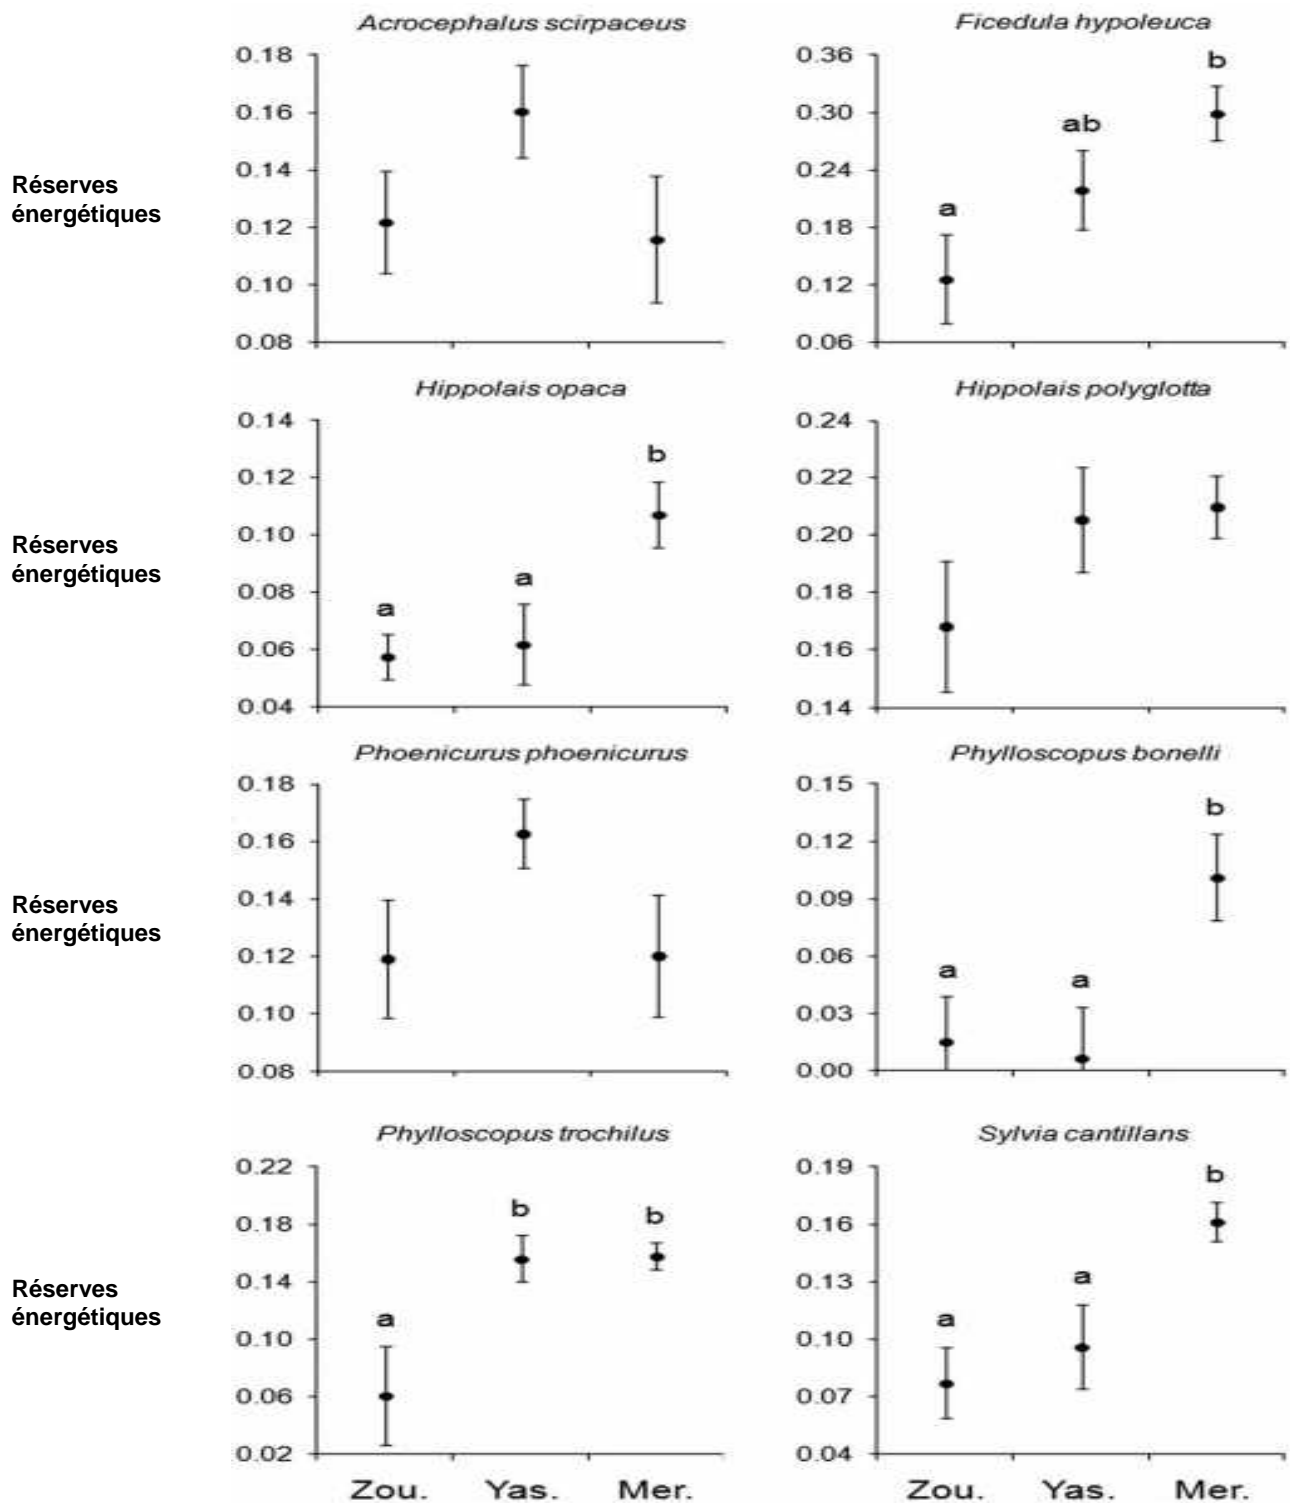 Acrocephalus scirpaceus
Réserves
énergétiques
0.18
0.16
0.14
0.12
0.10
0.08
Ficedula hypoleuca
0.36
0.30
0.24
0.18
0.12
0.06
a
ab
b
Hippolais opaca
Réserves
énergétiques
0.14
0.12
0.10
0.08
0.06
0.04
a
a
b
Hippolais polyglotta
0.24
0.22
0.20
0.18
0.16
0.14
Phoenicurus phoenicurus
Réserves
énergétiques
0.18
0.16
0.14
0.12
0.10
0.08
Phylloscopus bonelli
0.15
0.12
0.09
0.06
0.03
0.00
a
a
b
Phylloscopus trochilus
Réserves
énergétiques
0.22
0.18
0.14
0.10
0.06
0.02
a
b
b
Zou. Yas. Mer.
Sylvia cantillans
0.19
0.16
0.13
0.10
0.07
0.04
a
a
b
Zou. Yas. Mer.